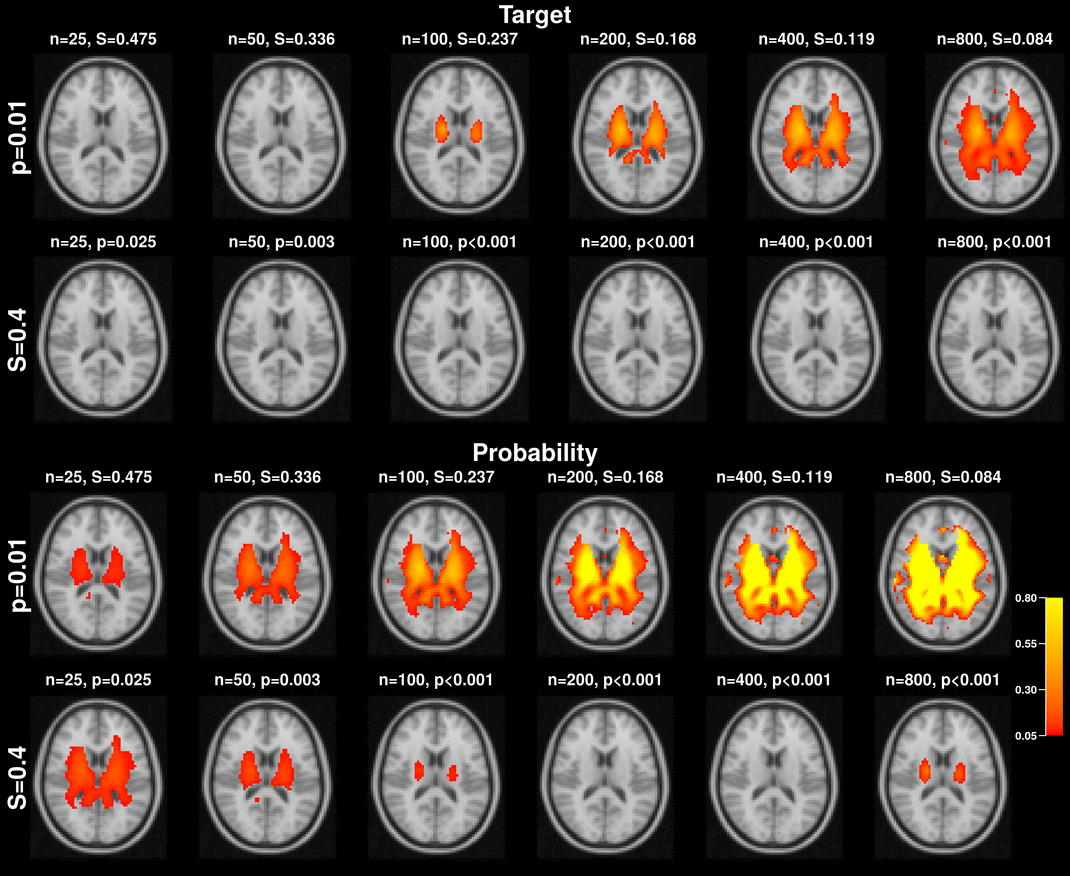 Target
n=25, S=0.475 n=50, S=0.336 n=100, S=0.237 n=200, S=0.168 n=400, S=0.119 n=800, S=0.084
p=0.01
n=25, p=0.025 n=50, p=0.003 n=100, p<0.001 n=200, p<0.001 n=400, p<0.001 n=800, p<0.001
S=0.4
Probability
n=25, S=0.475 n=50, S=0.336 n=100, S=0.237 n=200, S=0.168 n=400, S=0.119 n=800, S=0.084
p=0.01
0.80
0.55
0.30
0.05
n=25, p=0.025 n=50, p=0.003 n=100, p<0.001 n=200, p<0.001 n=400, p<0.001 n=800, p<0.001
S=0.4